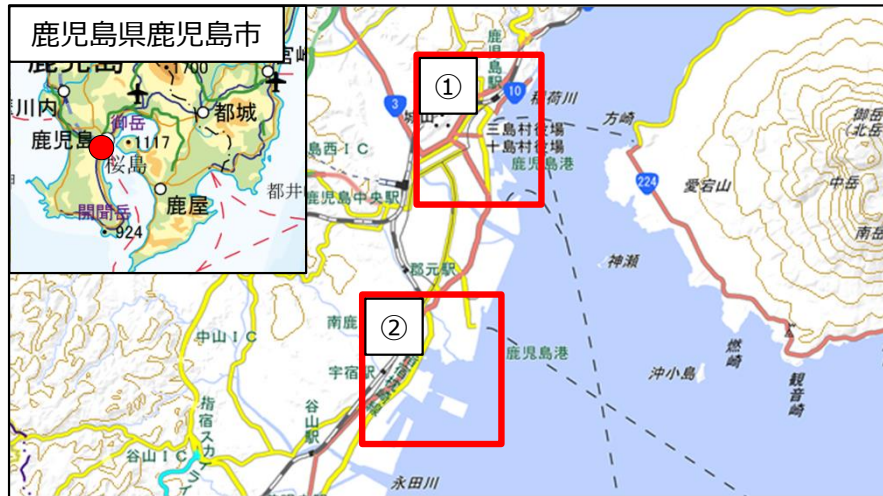 鹿児島県鹿児島市
1700
川内
都城
鹿児島
御岳
1117
桜島
鹿屋
都井
開聞岳
924
①
3
10
鹿児島駅
稲荷川
城山
三島村役場
十島村役場
鹿児島港
島西IC
鹿児島中央駅
方崎
224
愛宕山
御岳
(北岳
中岳
南岳
神瀬
郡元駅
②
中山IC
南鹿
鹿児島港
宇宿駅
沖小島
燃崎
観音崎
谷山駅
指宿スカイライ
谷山IC
永田川